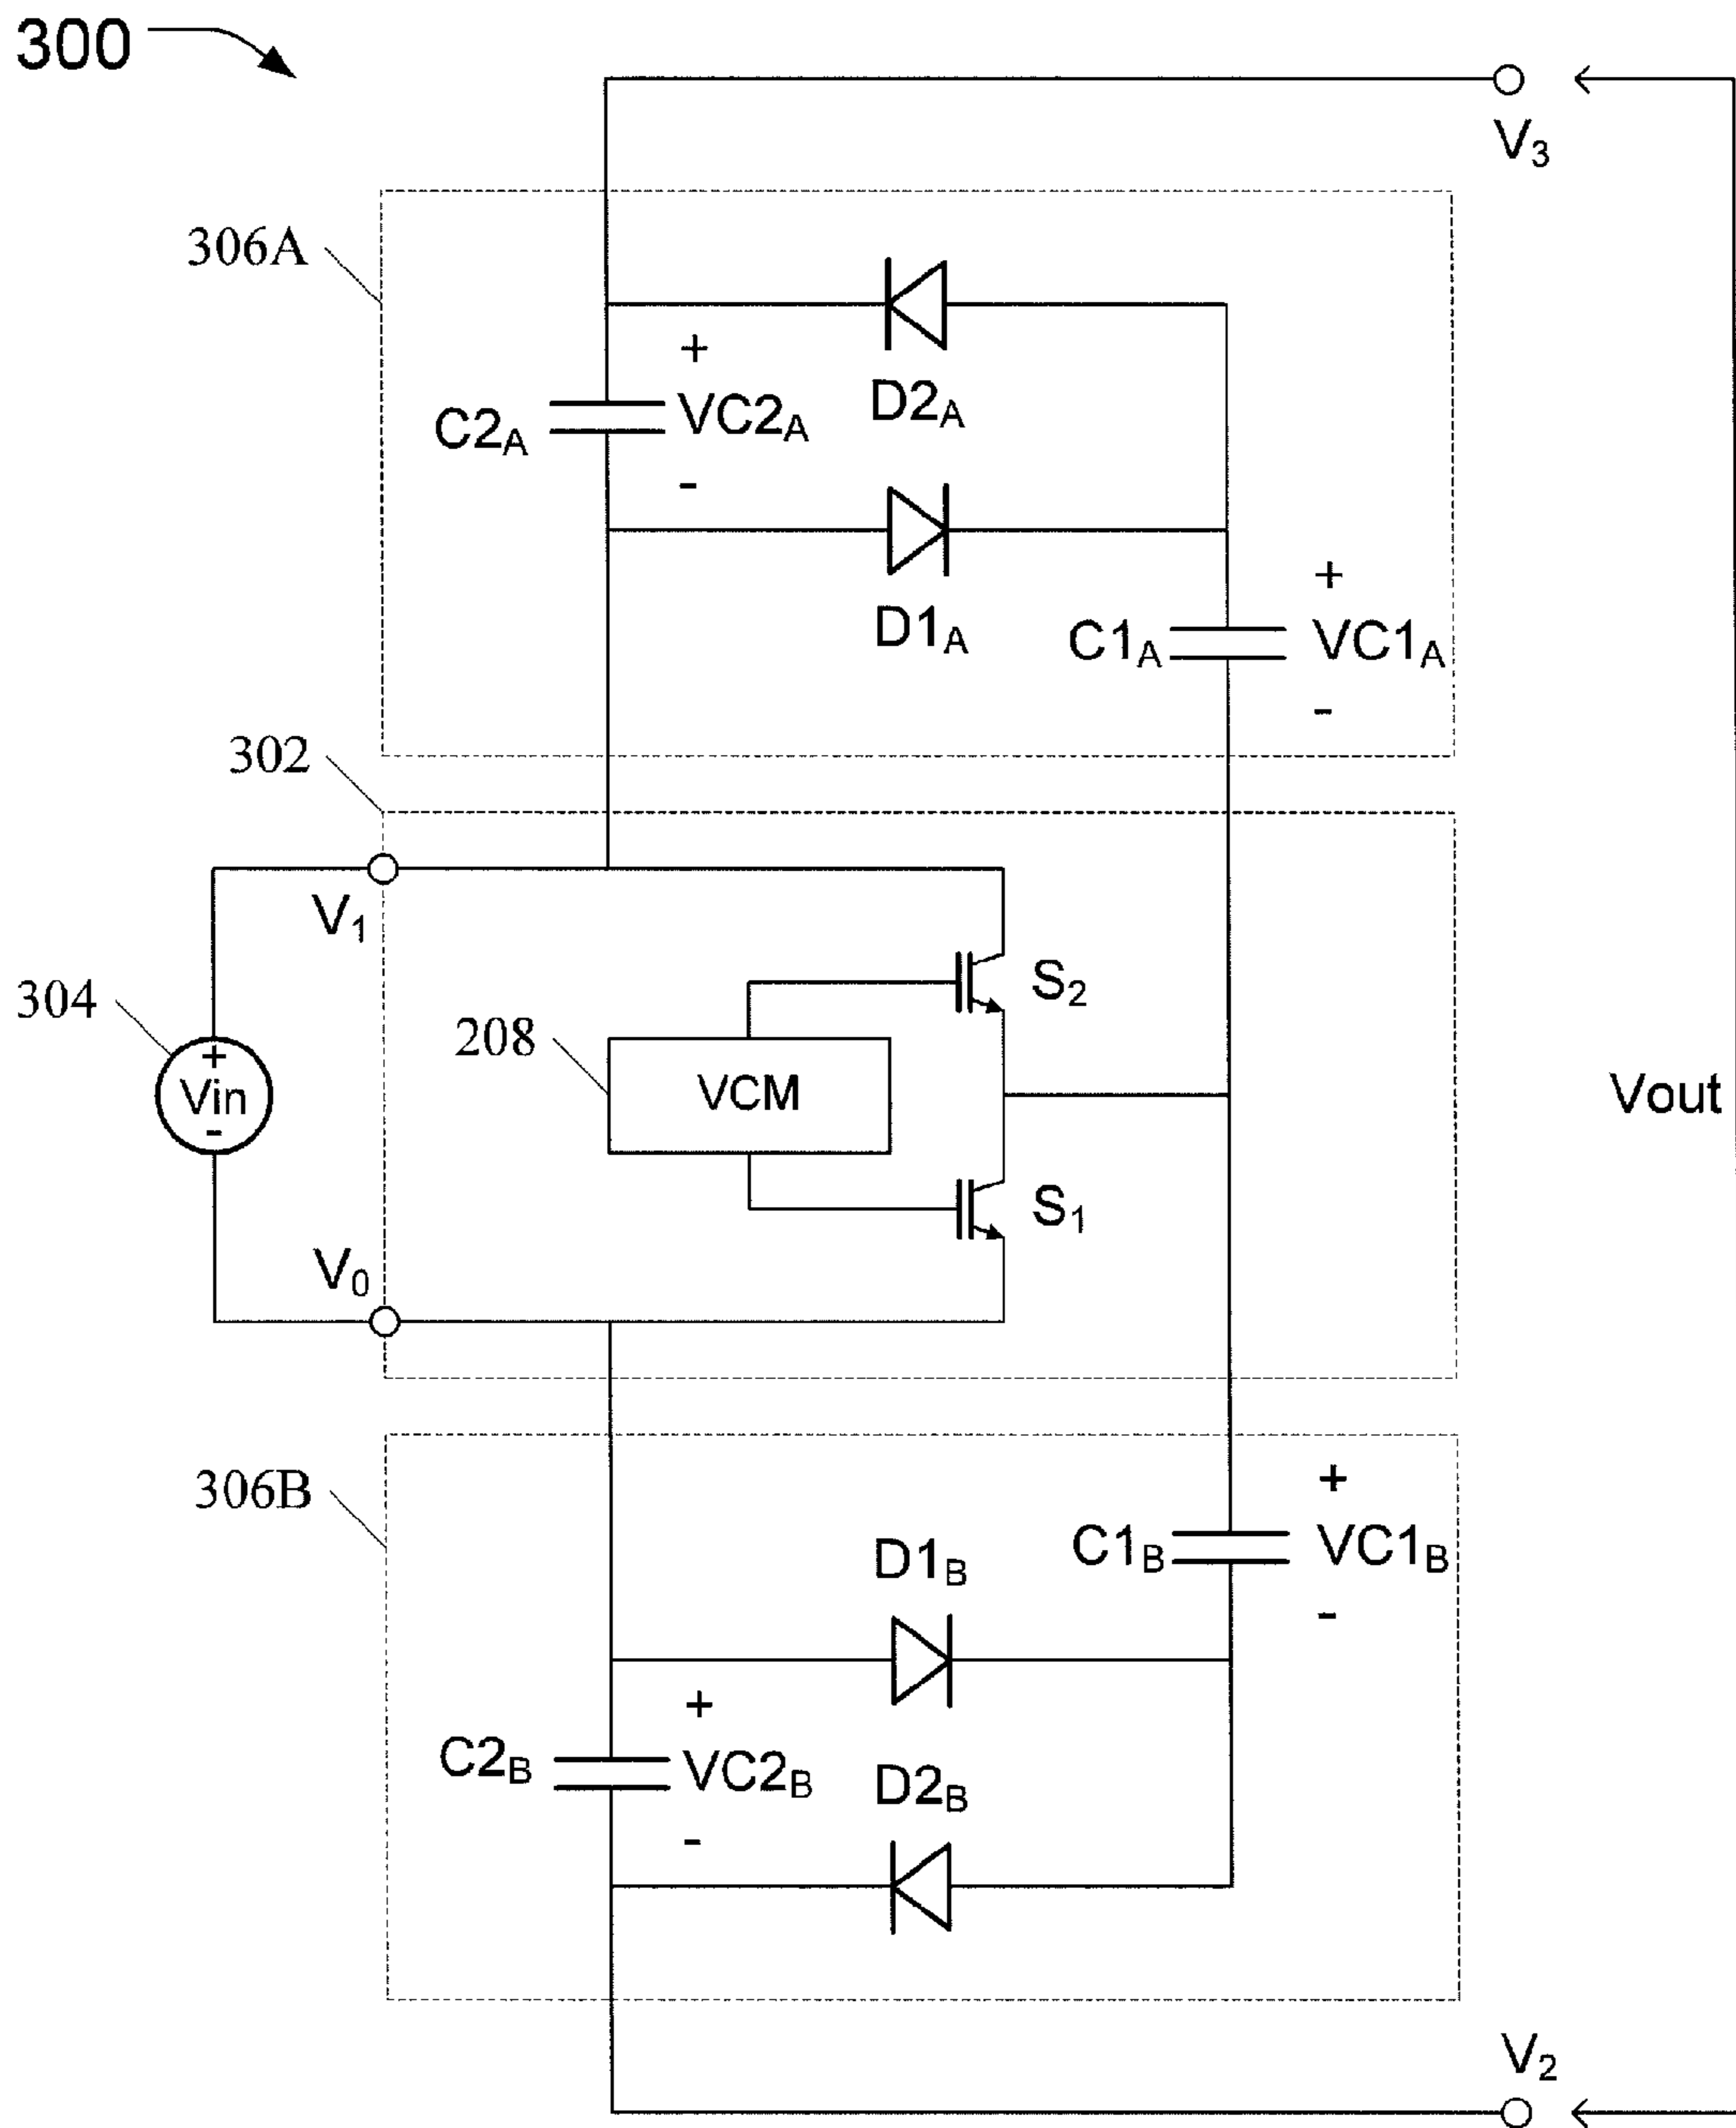 300
V3
306A
+
VC2A
-
C2A
D2A
D1A
C1A
+
VC1A
-
302
V1
304
+
Vin
-
208
VCM
S2
S1
V0
Vout
306B
+
VC1B
-
C1B
D1B
+
VC2B
-
C2B
D2B
V2